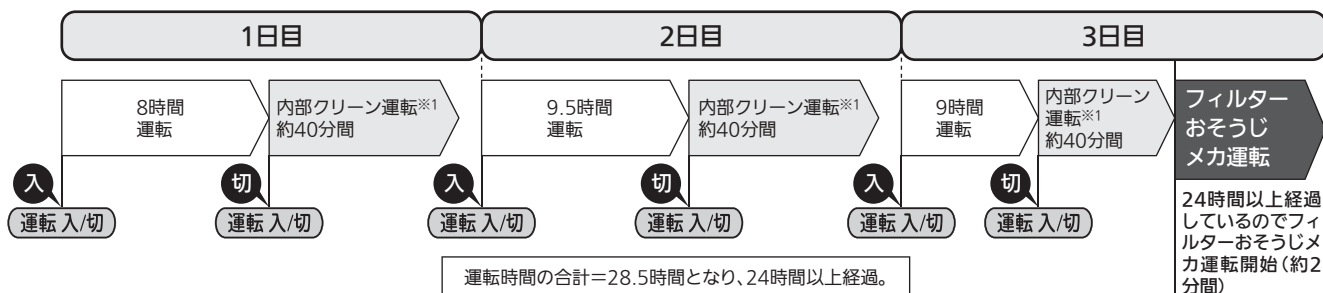 1日目
2日目
3日目
8時間
運転
内部クリーン運転※1
約40分間
9.5時間
運転
内部クリーン運転※1
約40分間
9時間
運転
内部クリーン
運転※1
約40分間
フィルター
おそうじ
メカ運転
入
運転 入/切
切
運転 入/切
入
運転 入/切
切
運転 入/切
入
運転 入/切
切
運転 入/切
24時間以上経過
しているのでフィ
ルターおそうじメ
カ運転開始(約2
分間)
運転時間の合計=28.5時間となり、24時間以上経過。